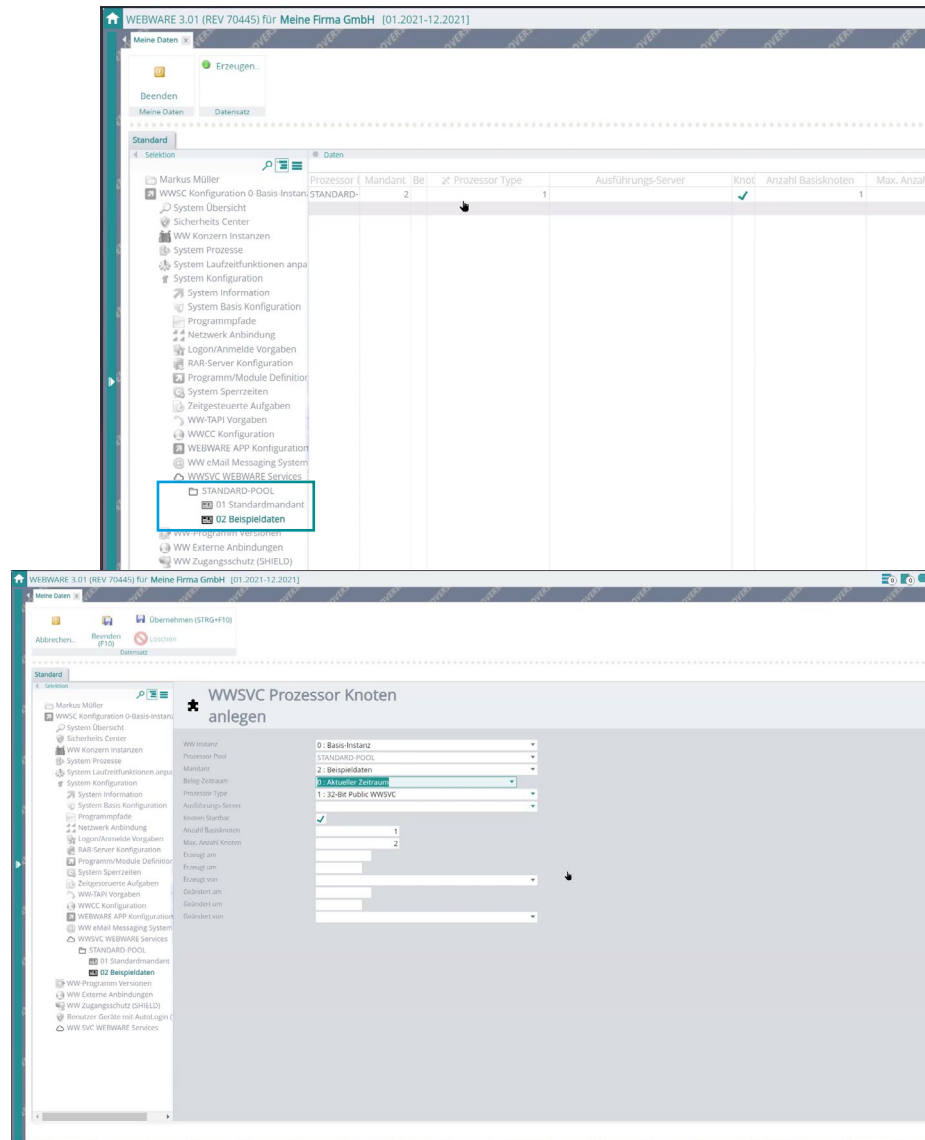 WEBWARE 3.01 (REV 70445) für Meine Firma GmbH [01.2021-12.2021]
Meine Daten
Erzeugen..
Beenden
Meine Daten Datensatz
Standard
Selektion Daten
Markus Müller Prozessor Mandant Be Prozessor Type Ausführungs-Server Knot Anzahl Basisknoten Max. Anzahl
WWSC Konfiguration 0-Basis-Instan STANDARD- 2 1 1
System Übersicht
Sicherheits Center
WW Konzern Instanzen
System Prozesse
System Laufzeitfunktionen anpa
System Konfiguration
System Information
System Basis Konfiguration
Programmpfade
Netzwerk Anbindung
Logon/Anmelde Vorgaben
RAR-Server Konfiguration
Programm/Module Definition
System Sperrzeiten
Zeitgesteuerte Aufgaben
WW-TAPI Vorgaben
WWCC Konfiguration
WEBWARE APP Konfiguration
WW eMail Messaging System
WWSVC WEBWARE Services
STANDARD-POOL
01 Standardmandant
02 Beispieldaten
WW-Programm Versionen
WW Externe Anbindungen
WW Zugangsschutz (SHIELD)
WEBWARE 3.01 (REV 70445) für Meine Firma GmbH [01.2021-12.2021]
Meine Daten
Übernehmen (STRG+F10)
Abbrechen.. Beenden (F10) Löschen
Datensatz
Standard
Selektion
WWSVC Prozessor Knoten
anlegen
Markus Müller
WWSC Konfiguration 0-Basis-Instan
System Übersicht
Sicherheits Center
WW Konzern Instanzen
System Prozesse
System Laufzeitfunktionen anpa
System Konfiguration
System Information
System Basis Konfiguration
Programmpfade
Netzwerk Anbindung
Logon/Anmelde Vorgaben
RAR-Server Konfiguration
Programm/Module Definition
System Sperrzeiten
Zeitgesteuerte Aufgaben
WW-TAPI Vorgaben
WWCC Konfiguration
WEBWARE APP Konfiguration
WW eMail Messaging System
WWSVC WEBWARE Services
STANDARD-POOL
01 Standardmandant
02 Beispieldaten
WW-Programm Versionen
WW Externe Anbindungen
WW Zugangsschutz (SHIELD)
Benutzer Geräte mit AutoLogin (
WW SVC WEBWARE Services
WW Instanz 0 : Basis-Instanz
Prozessor Pool STANDARD-POOL
Mandant 2 : Beispieldaten
Beleg Zeitraum 0 : Aktueller Zeitraum
Prozessor Type 1 : 32-Bit Public WWSVC
Ausführungs-Server
Knoten Startbar
Anzahl Basisknoten 1
Max. Anzahl Knoten 2
Erzeugt am
Erzeugt um
Erzeugt von
Geändert am
Geändert um
Geändert von